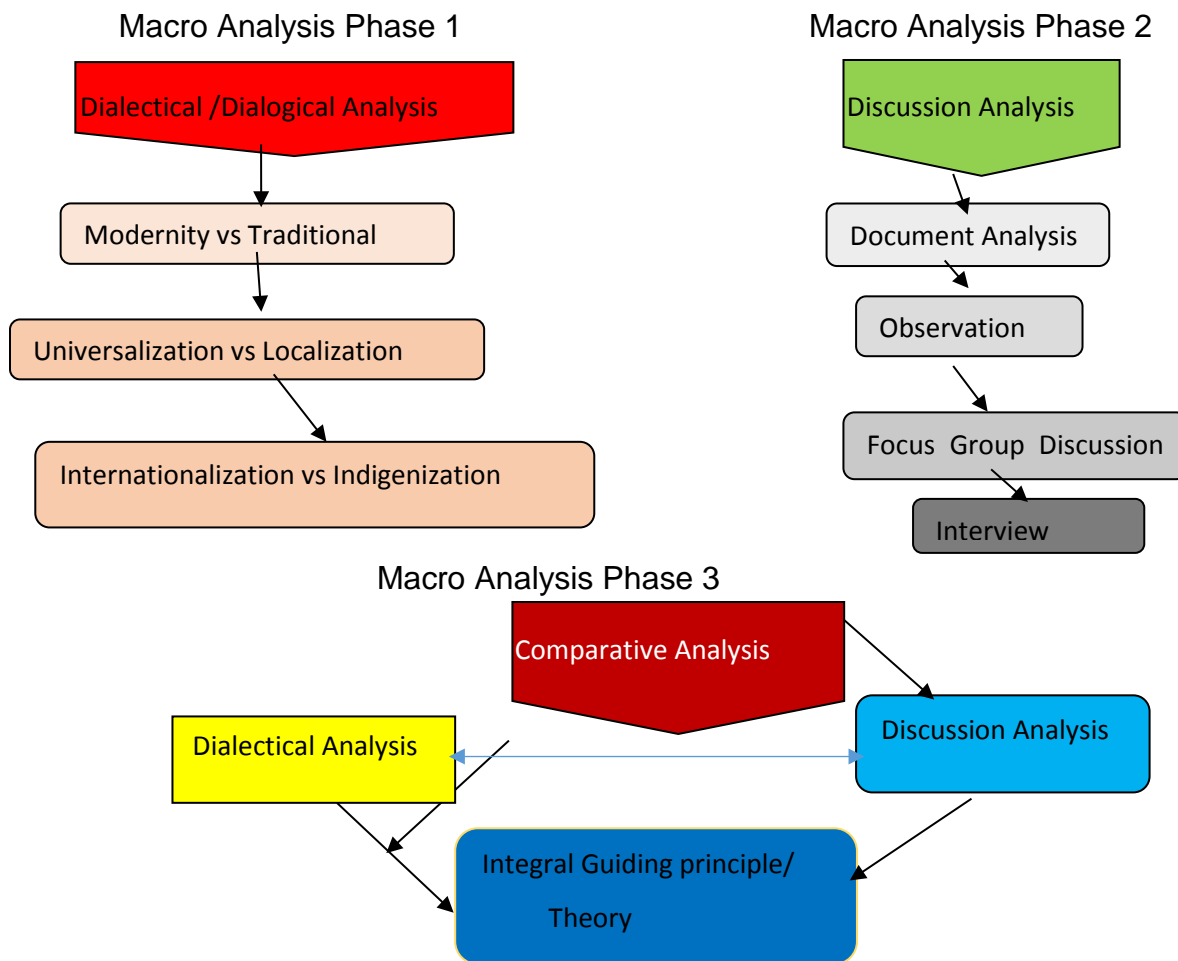 Macro Analysis Phase 1
Dialectical /Dialogical Analysis
Modernity vs Traditional
Universalization vs Localization
Internationalization vs Indigenization
Macro Analysis Phase 2
Discussion Analysis
Document Analysis
Observation
Focus Group Discussion
Interview
Macro Analysis Phase 3
Comparative Analysis
Dialectical Analysis
Discussion Analysis
Integral Guiding principle/
Theory